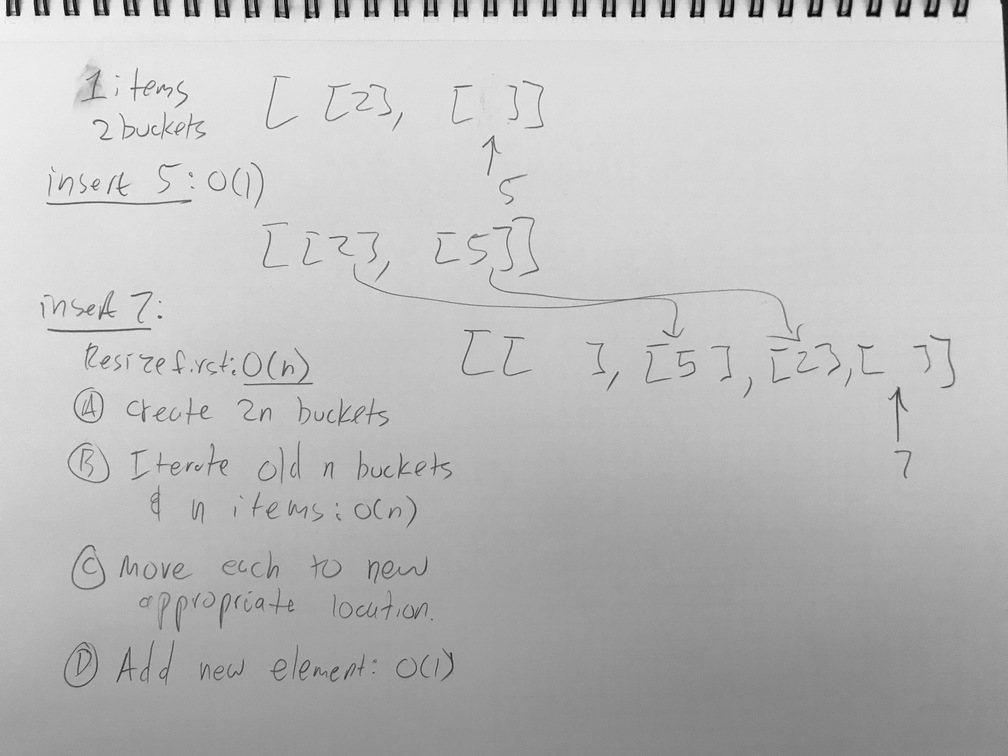 1 items [ [2], [ ]]
2 buckets
insert 5: O(1) 5
[[2], [5]]
insert 7:
[[ ], [5], [2], [ ]]
Resize first: O(n)
Ⓐ create 2n buckets
7
Ⓑ Iterate old n buckets
& n items: O(n)
Ⓒ Move each to new
appropriate location.
Ⓓ Add new element: O(1)